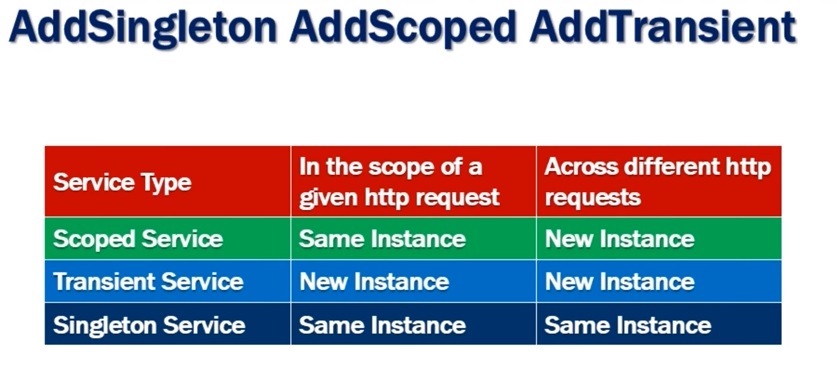 AddSingleton AddScoped AddTransient
Service Type
In the scope of a
given http request
Across different http
requests
Scoped Service
Same Instance
New Instance
Transient Service
New Instance
New Instance
Singleton Service
Same Instance
Same Instance